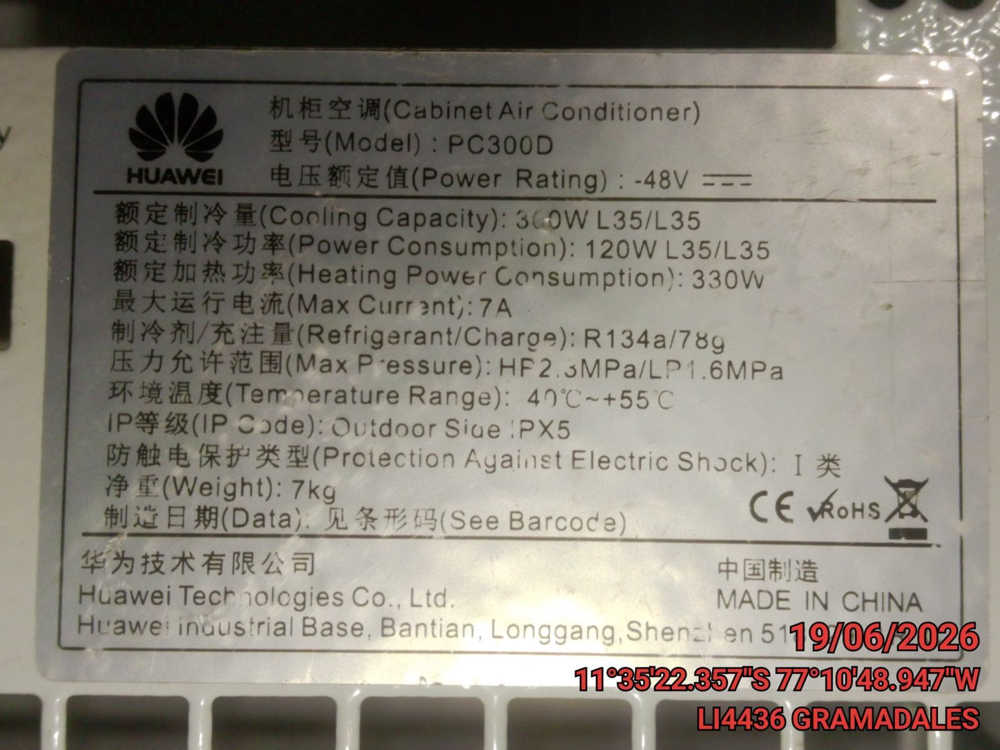 HUAWEI
机柜空调(Cabinet Air Conditioner)
型号(Model) : PC300D
电压额定值(Power Rating) : -48V
额定制冷量(Cooling Capacity): 300W L35/L35
额定制冷功率(Power Consumption): 120W L35/L35
额定加热功率(Heating Power Consumption): 330W
最大运行电流(Max Current): 7A
制冷剂/充注量(Refrigerant/Charge): R134a/78g
压力允许范围(Max Pressure): HP2.3MPa/LP1.6MPa
环境温度(Temperature Range): 40℃~+55℃
IP等级(IP Code): Outdoor Side IPX5
防触电保护类型(Protection Against Electric Shock): I 类
净重(Weight): 7kg
制造日期(Data): 见条形码(See Barcode)
CE RoHS
华为技术有限公司
Huawei Technologies Co., Ltd.
Huawei Industrial Base, Bantian, Longgang,Shenzhen
中国制造
MADE IN CHINA
19/06/2026
11°35'22.357"S 77°10'48.947"W
LI4436 GRAMADALES